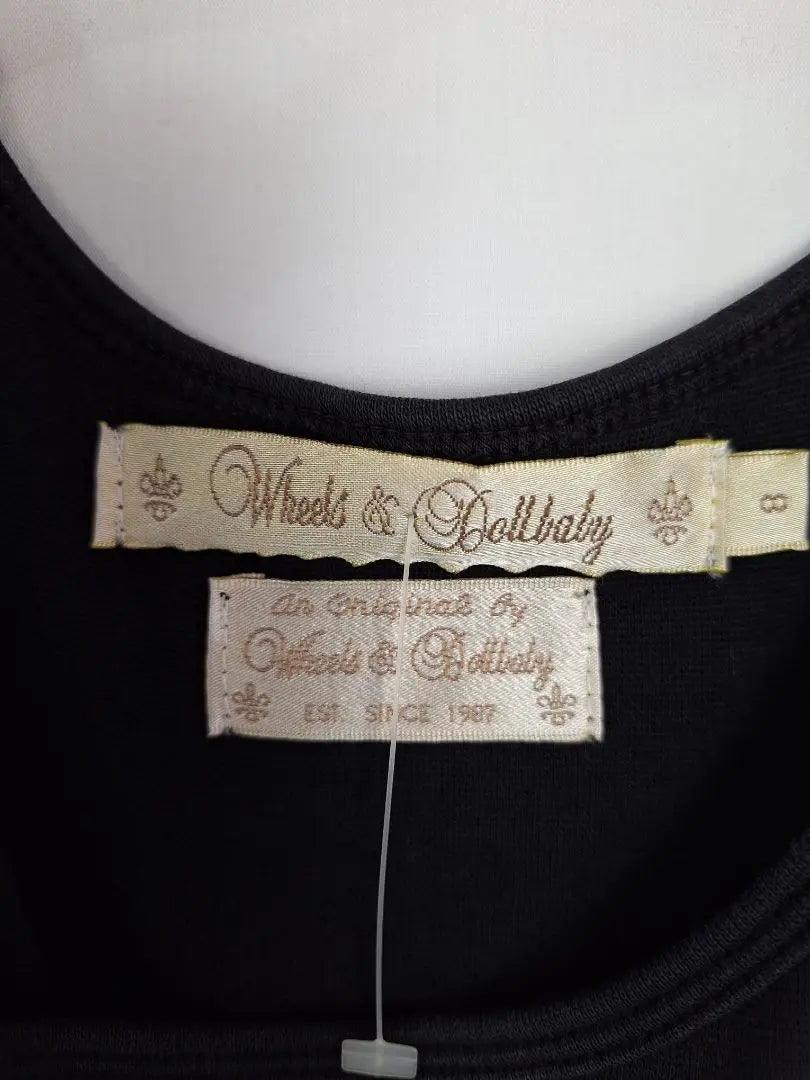 Wheels & Dollbaby
8
An Original By
Wheels & Dollbaby
EST. SINCE 1987